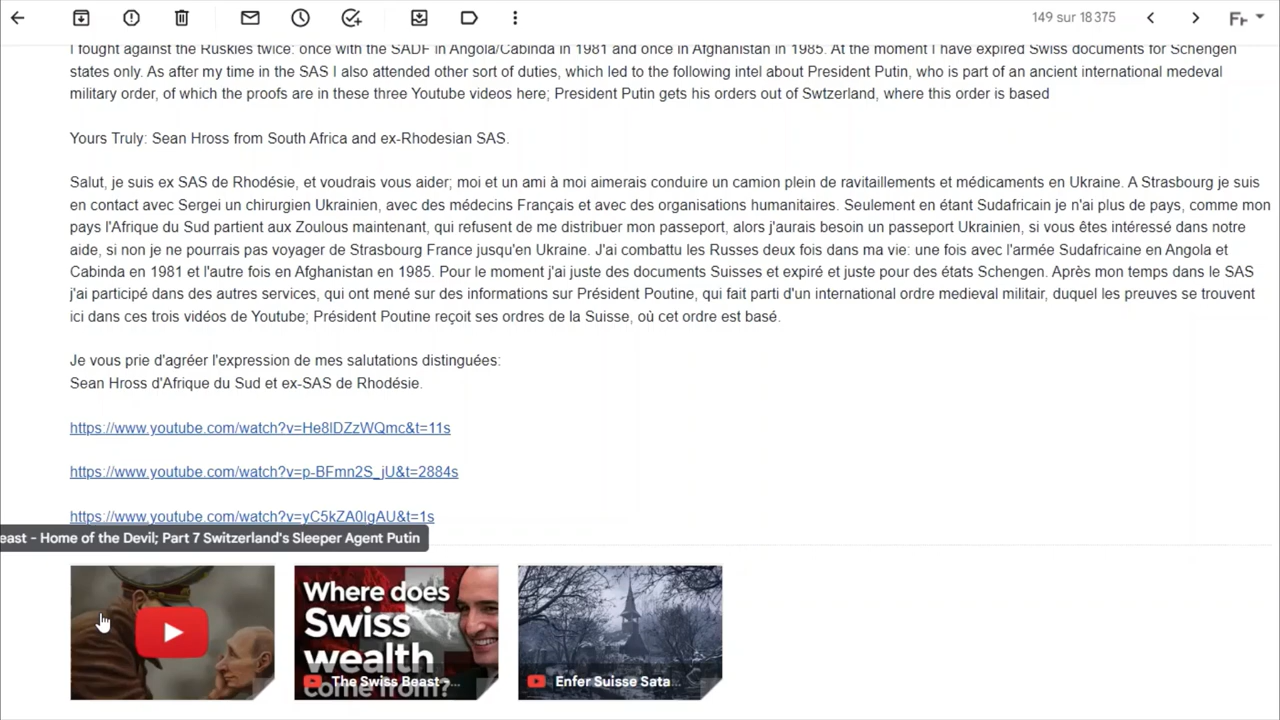 149 sur 18 375
I fought against the Ruskies twice: once with the SADF in Angola/Cabinda in 1981 and once in Afghanistan in 1985. At the moment I have expired Swiss documents for Schengen
states only. As after my time in the SAS I also attended other sort of duties, which led to the following intel about President Putin, who is part of an ancient international medeval
military order, of which the proofs are in these three Youtube videos here; President Putin gets his orders out of Swtzerland, where this order is based
Yours Truly: Sean Hross from South Africa and ex-Rhodesian SAS.
Salut, je suis ex SAS de Rhodésie, et voudrais vous aider; moi et un ami à moi aimerais conduire un camion plein de ravitaillements et médicaments en Ukraine. A Strasbourg je suis
en contact avec Sergei un chirurgien Ukrainien, avec des médecins Français et avec des organisations humanitaires. Seulement en étant Sudafricain je n'ai plus de pays, comme mon
pays l'Afrique du Sud partient aux Zoulous maintenant, qui refusent de me distribuer mon passeport, alors j'aurais besoin un passeport Ukrainien, si vous êtes intéressé dans notre
aide, si non je ne pourrais pas voyager de Strasbourg France jusqu'en Ukraine. J'ai combattu les Russes deux fois dans ma vie: une fois avec l'armée Sudafricaine en Angola et
Cabinda en 1981 et l'autre fois en Afghanistan en 1985. Pour le moment j'ai juste des documents Suisses et expiré et juste pour des états Schengen. Après mon temps dans le SAS
j'ai participé dans des autres services, qui ont mené sur des informations sur Président Poutine, qui fait parti d'un international ordre medieval militair, duquel les preuves se trouvent
ici dans ces trois vidéos de Youtube; Président Poutine reçoit ses ordres de la Suisse, où cet ordre est basé.
Je vous prie d'agréer l'expression de mes salutations distinguées:
Sean Hross d'Afrique du Sud et ex-SAS de Rhodésie.
https://www.youtube.com/watch?v=He8lDZzWQmc&t=11s
https://www.youtube.com/watch?v=p-BFmn2S_jU&t=2884s
https://www.youtube.com/watch?v=yC5kZA0IgAU&t=1s
east - Home of the Devil; Part 7 Switzerland's Sleeper Agent Putin
Where does
Swiss
wealth
come from?
The Swiss Beast -...
Enfer Suisse Sata...